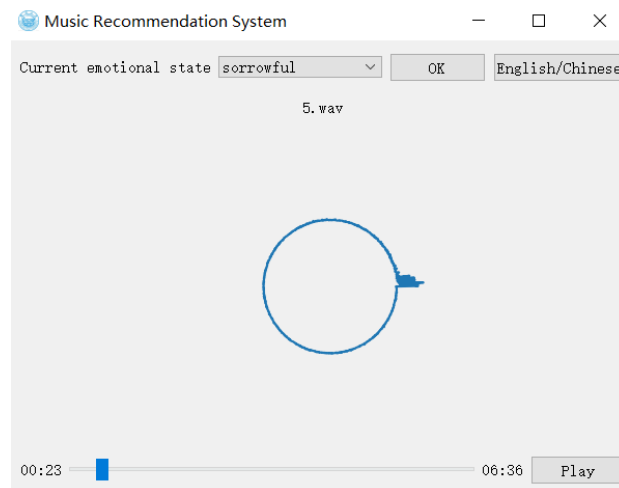 Music Recommendation System
Current emotional state sorrowful OK English/Chinese
5.wav
00:23 06:36 Play